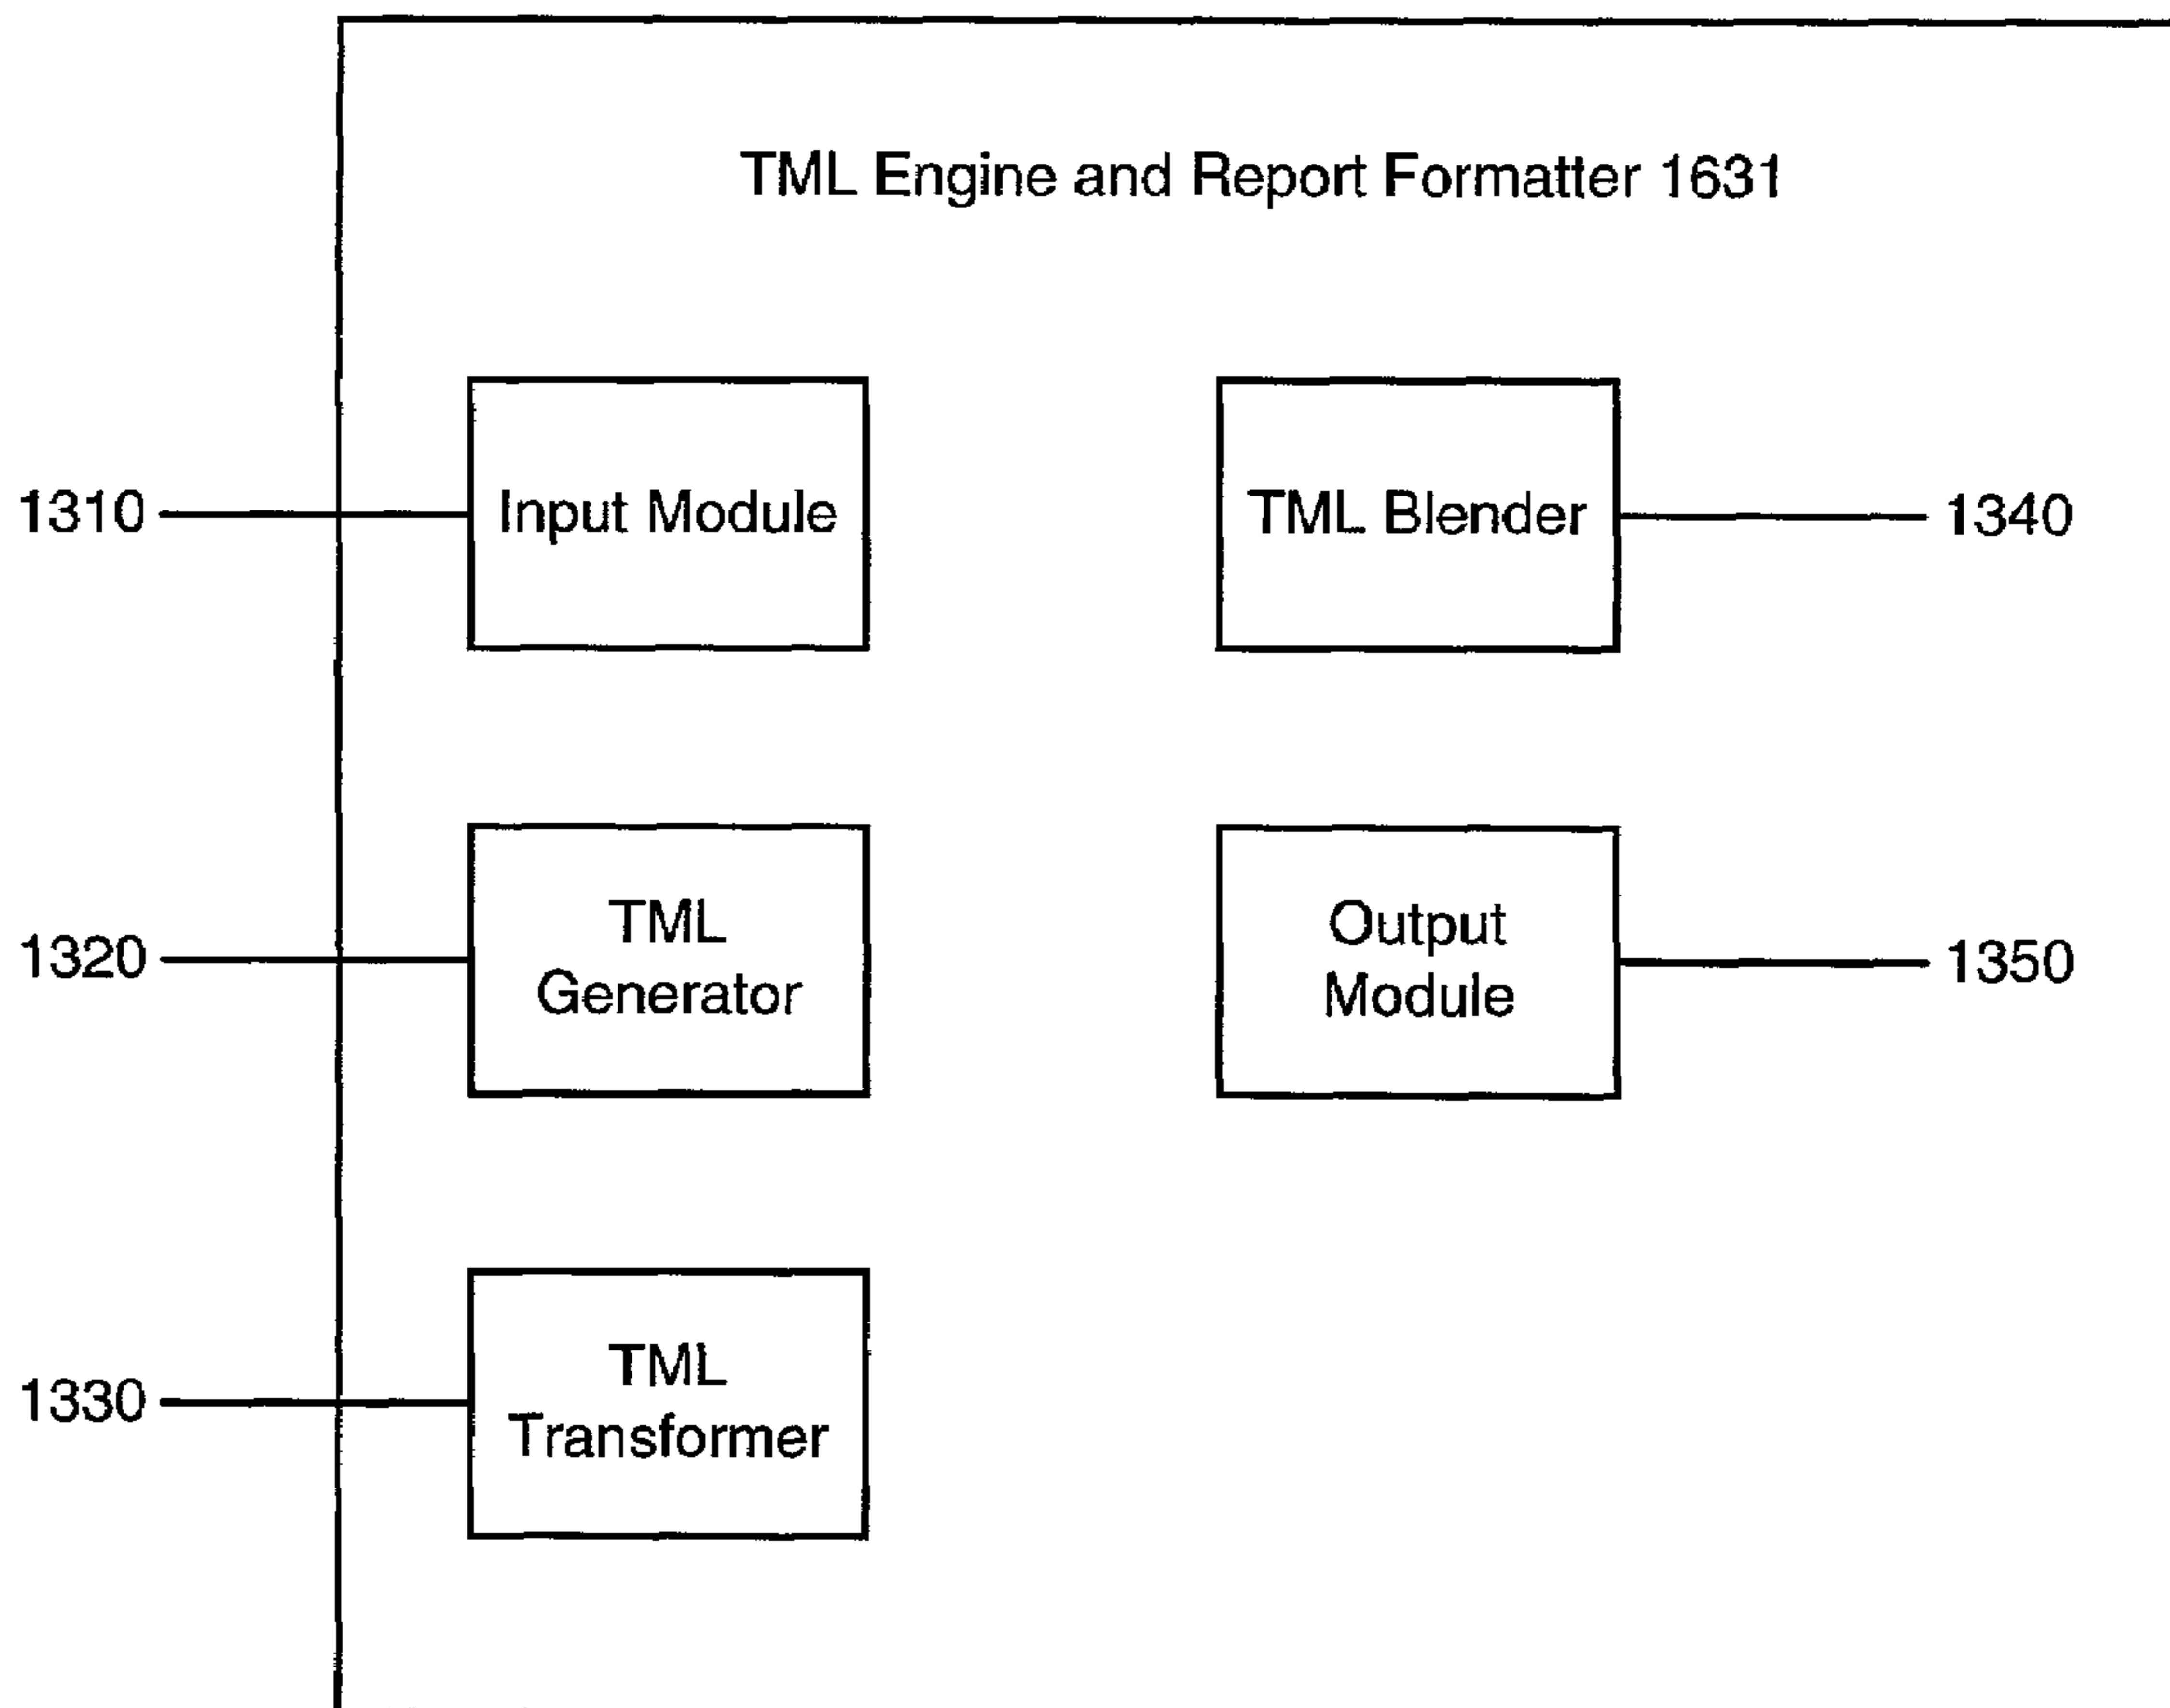 TML Engine and Report Formatter 1631
1310
Input Module
TML Blender
1340
1320
TML
Generator
Output
Module
1350
1330
TML
Transformer